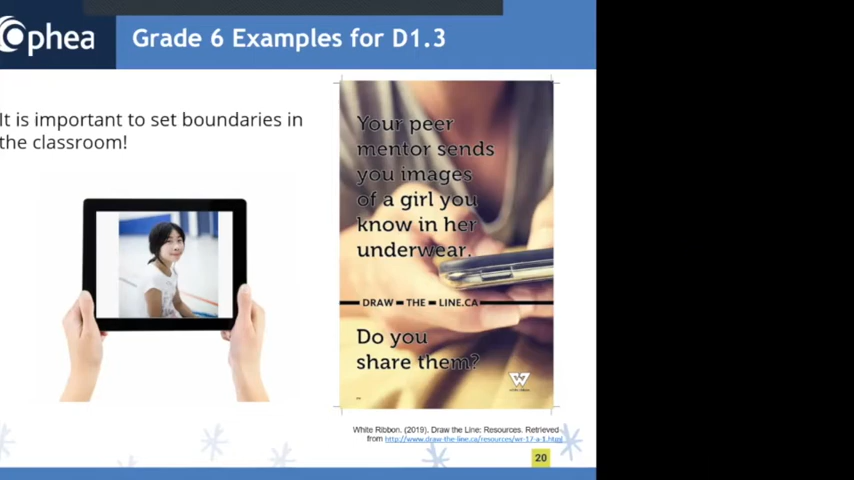 Ophea
Grade 6 Examples for D1.3
It is important to set boundaries in
the classroom!
Your peer
mentor sends
you images
of a girl you
know in her
underwear.
DRAW – THE – LINE.CA
Do you
share them?
White Ribbon. (2019). Draw the Line: Resources. Retrieved
from http://www.draw-the-line.ca/resources/wr-17-a-1.html
20